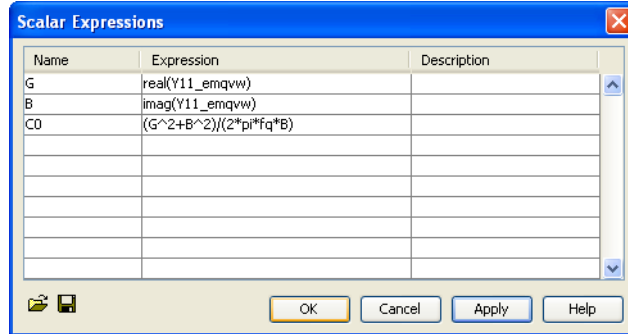 Scalar Expressions
Name Expression Description
G real(Y11_emqvw)
B imag(Y11_emqvw)
C0 (G^2+B^2)/(2*pi*fq*B)
OK Cancel Apply Help